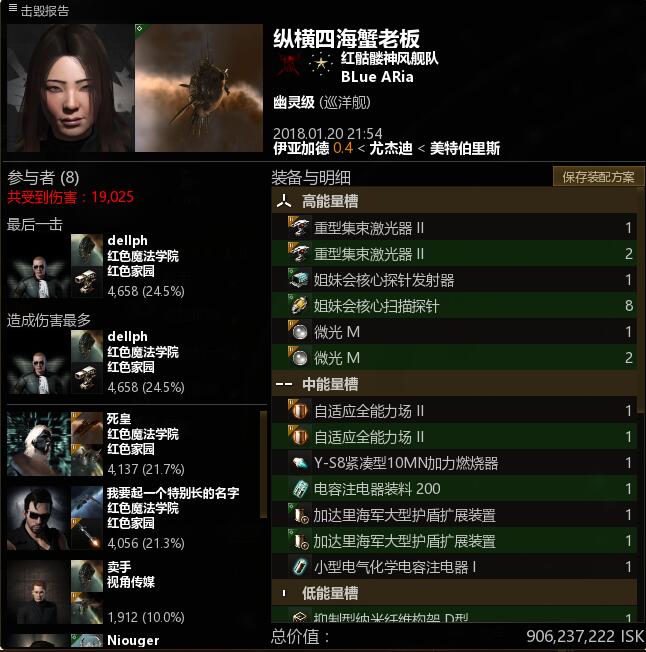 击毁报告
纵横四海蟹老板
红骷髅神风舰队
BLue ARia
幽灵级 (巡洋舰)
2018.01.20 21:54
伊亚加德 0.4 < 尤杰迪 < 美特伯里斯
参与者 (8)
共受到伤害：19,025
最后一击
dellph
红色魔法学院
红色家园
4,658 (24.5%)
造成伤害最多
dellph
红色魔法学院
红色家园
4,658 (24.5%)
死皇
红色魔法学院
红色家园
4,137 (21.7%)
我要起一个特别长的名字
红色魔法学院
红色家园
4,056 (21.3%)
卖手
视角传媒
1,912 (10.0%)
Niouger
装备与明细
保存装配方案
高能量槽
重型集束激光器 II 1
重型集束激光器 II 2
姐妹会核心探针发射器 1
姐妹会核心扫描探针 8
微光 M 1
微光 M 2
中能量槽
自适应全能力场 II 1
自适应全能力场 II 1
Y-S8紧凑型10MN加力燃烧器 1
电容注电器装料 200 1
加达里海军大型护盾扩展装置 1
加达里海军大型护盾扩展装置 1
小型电气化学电容注电器 I 1
低能量槽
抑制型纳米纤维构架 D型 1
总价值： 906,237,222 ISK